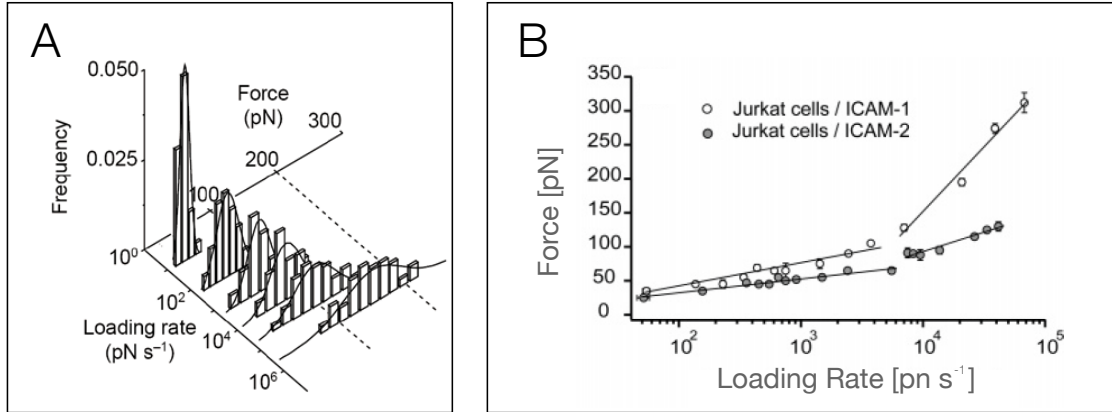 A
0.050
0.025
Frequency
Force
(pN)
300
200
100
10⁰
10²
10⁴
10⁶
Loading rate
(pN s⁻¹)
B
350
300
250
200
150
100
50
0
Force [pN]
Jurkat cells / ICAM-1
Jurkat cells / ICAM-2
10² 10³ 10⁴ 10⁵
Loading Rate [pn s⁻¹]